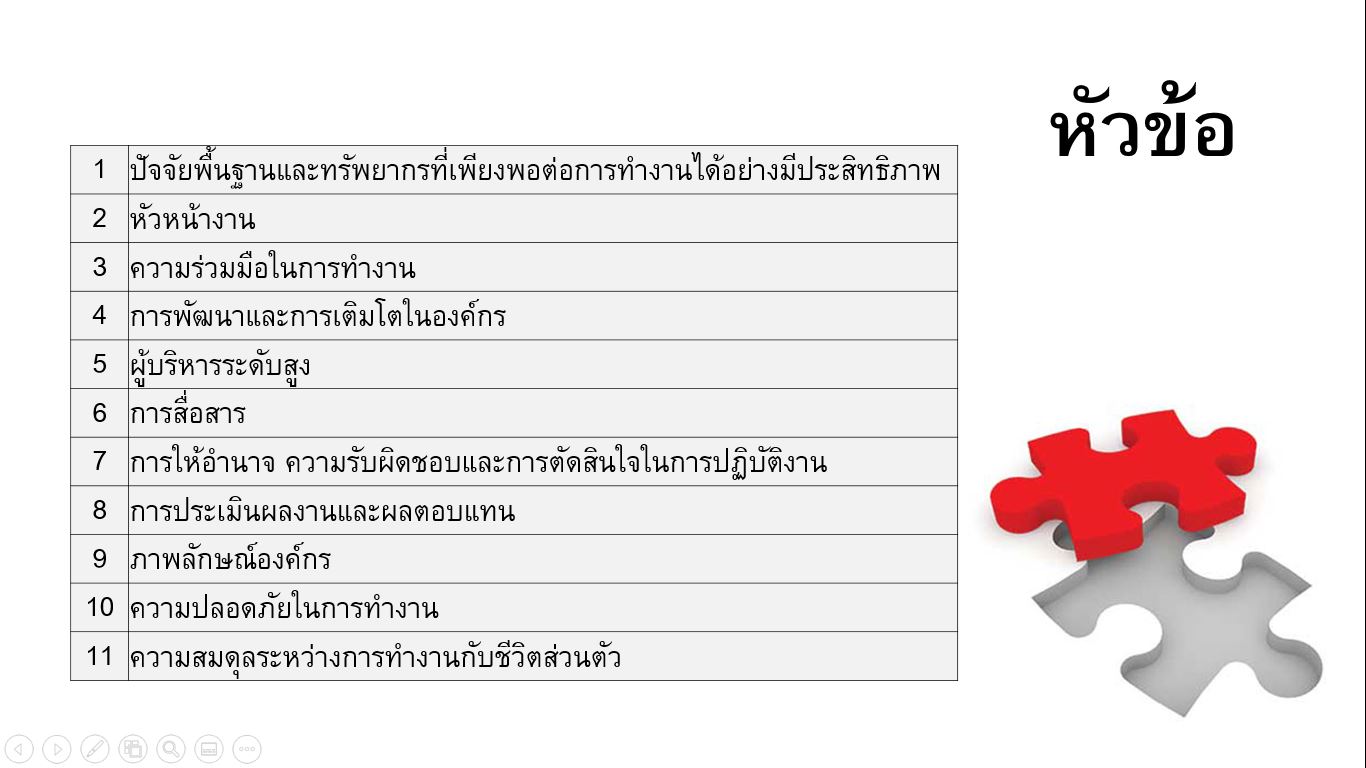 หัวข้อ
1 ปัจจัยพื้นฐานและทรัพยากรที่เพียงพอต่อการทำงานได้อย่างมีประสิทธิภาพ
2 หัวหน้างาน
3 ความร่วมมือในการทำงาน
4 การพัฒนาและการเติมโตในองค์กร
5 ผู้บริหารระดับสูง
6 การสื่อสาร
7 การให้อำนาจ ความรับผิดชอบและการตัดสินใจในการปฏิบัติงาน
8 การประเมินผลงานและผลตอบแทน
9 ภาพลักษณ์องค์กร
10 ความปลอดภัยในการทำงาน
11 ความสมดุลระหว่างการทำงานกับชีวิตส่วนตัว